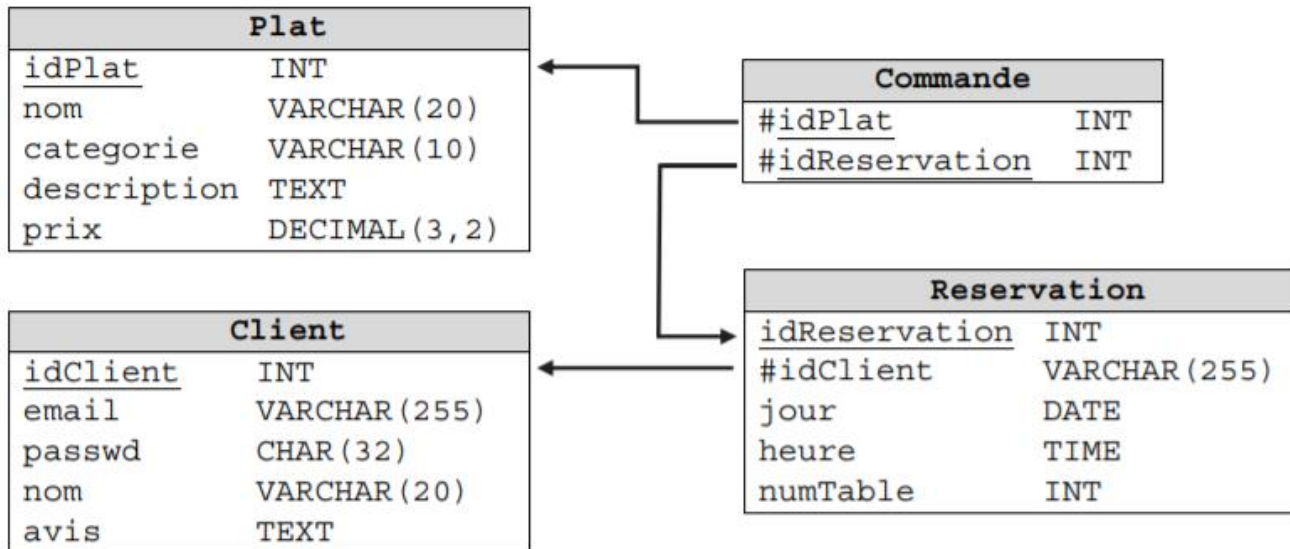 Plat
idPlat INT
nom VARCHAR(20)
categorie VARCHAR(10)
description TEXT
prix DECIMAL(3,2)
Commande
#idPlat INT
#idReservation INT
Client
idClient INT
email VARCHAR(255)
passwd CHAR(32)
nom VARCHAR(20)
avis TEXT
Reservation
idReservation INT
#idClient VARCHAR(255)
jour DATE
heure TIME
numTable INT